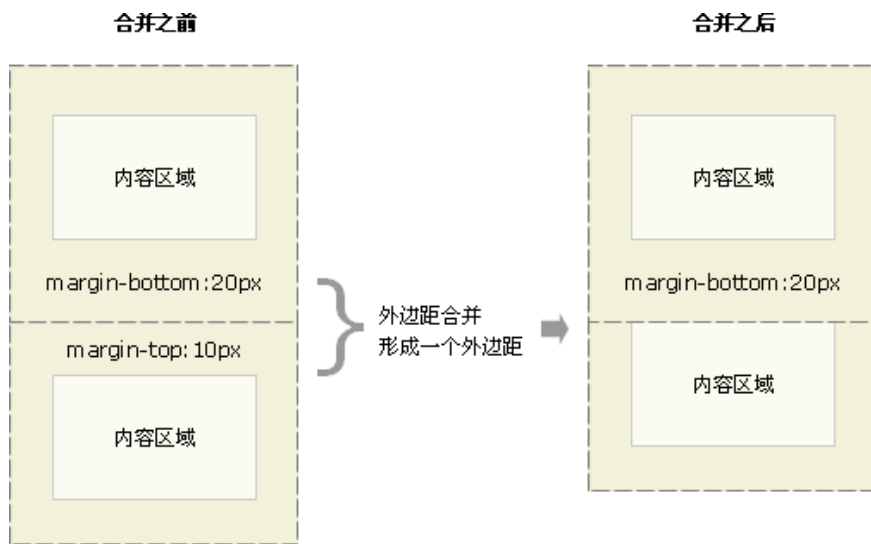 合并之前
合并之后
内容区域
margin-bottom:20px
margin-top:10px
内容区域
外边距合并
形成一个外边距
内容区域
margin-bottom:20px
内容区域